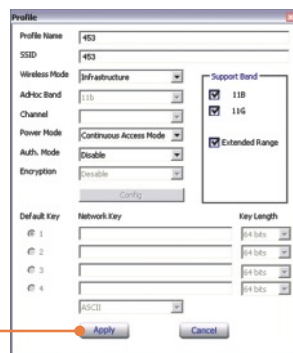 Profile
Profile Name 453
SSID 453
Wireless Mode Infrastructure
AdHoc Band 11b
Channel
Power Mode Continuous Access Mode
Auth. Mode Disable
Encryption Desable
Config
Support Band
11B
11G
Extended Range
Default Key Network Key Key Length
1 64 bits
2 64 bits
3 64 bits
4 64 bits
ASCII
Apply Cancel